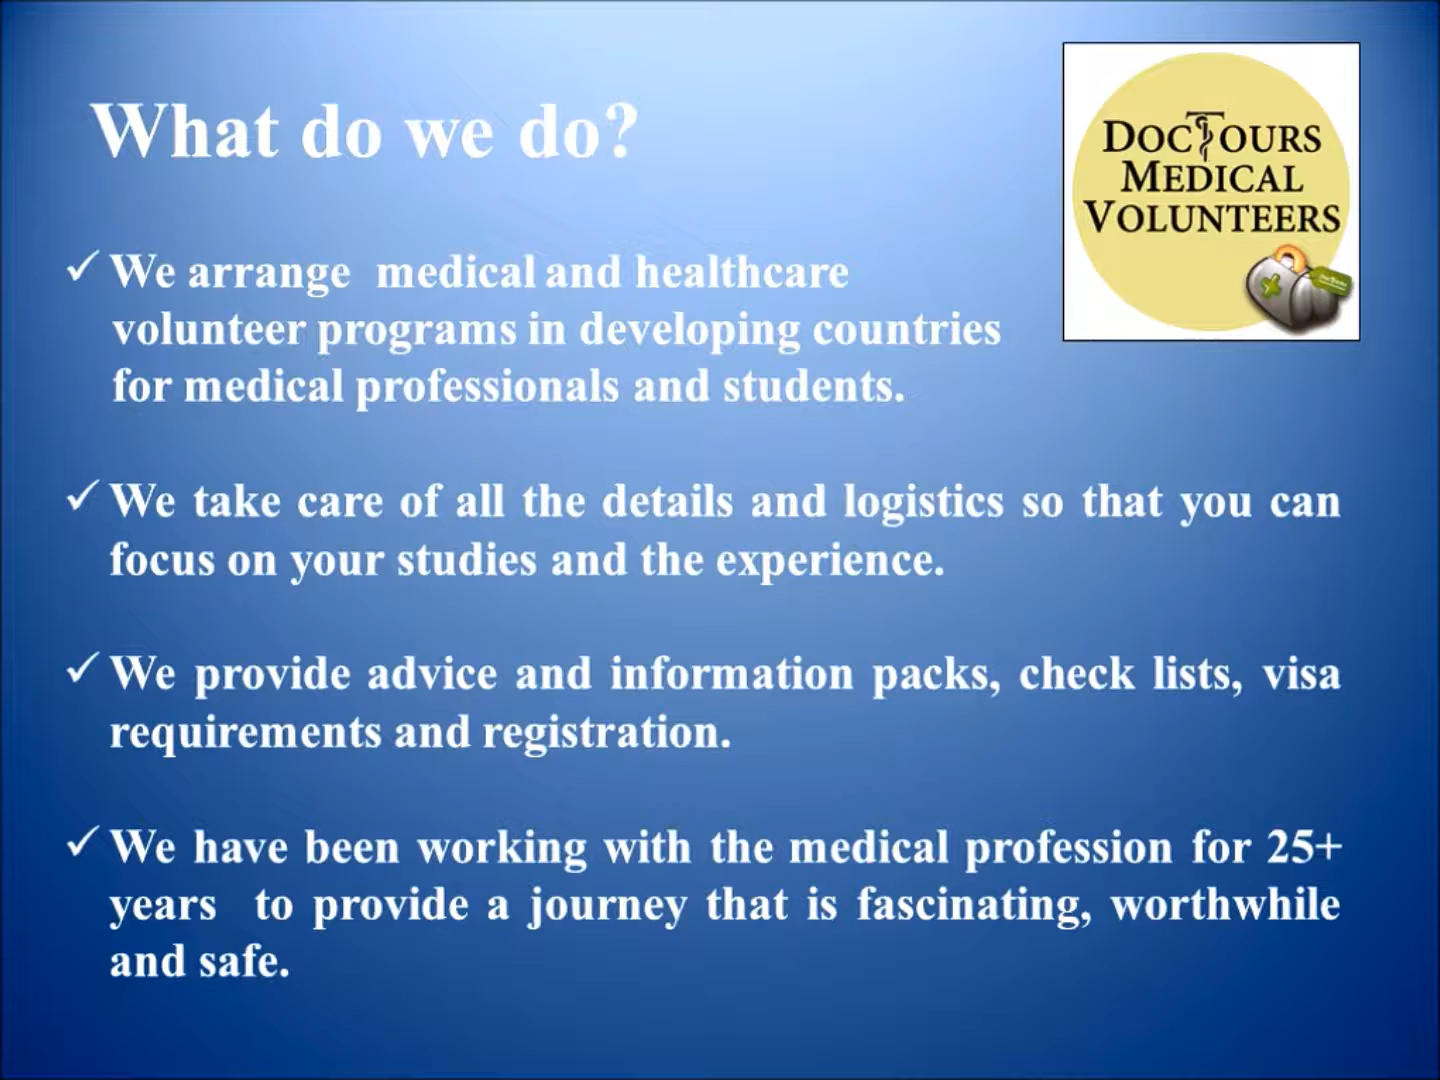 What do we do?
DOCTOURS
MEDICAL
VOLUNTEERS
✓ We arrange medical and healthcare
volunteer programs in developing countries
for medical professionals and students.
✓ We take care of all the details and logistics so that you can
focus on your studies and the experience.
✓ We provide advice and information packs, check lists, visa
requirements and registration.
✓ We have been working with the medical profession for 25+
years to provide a journey that is fascinating, worthwhile
and safe.